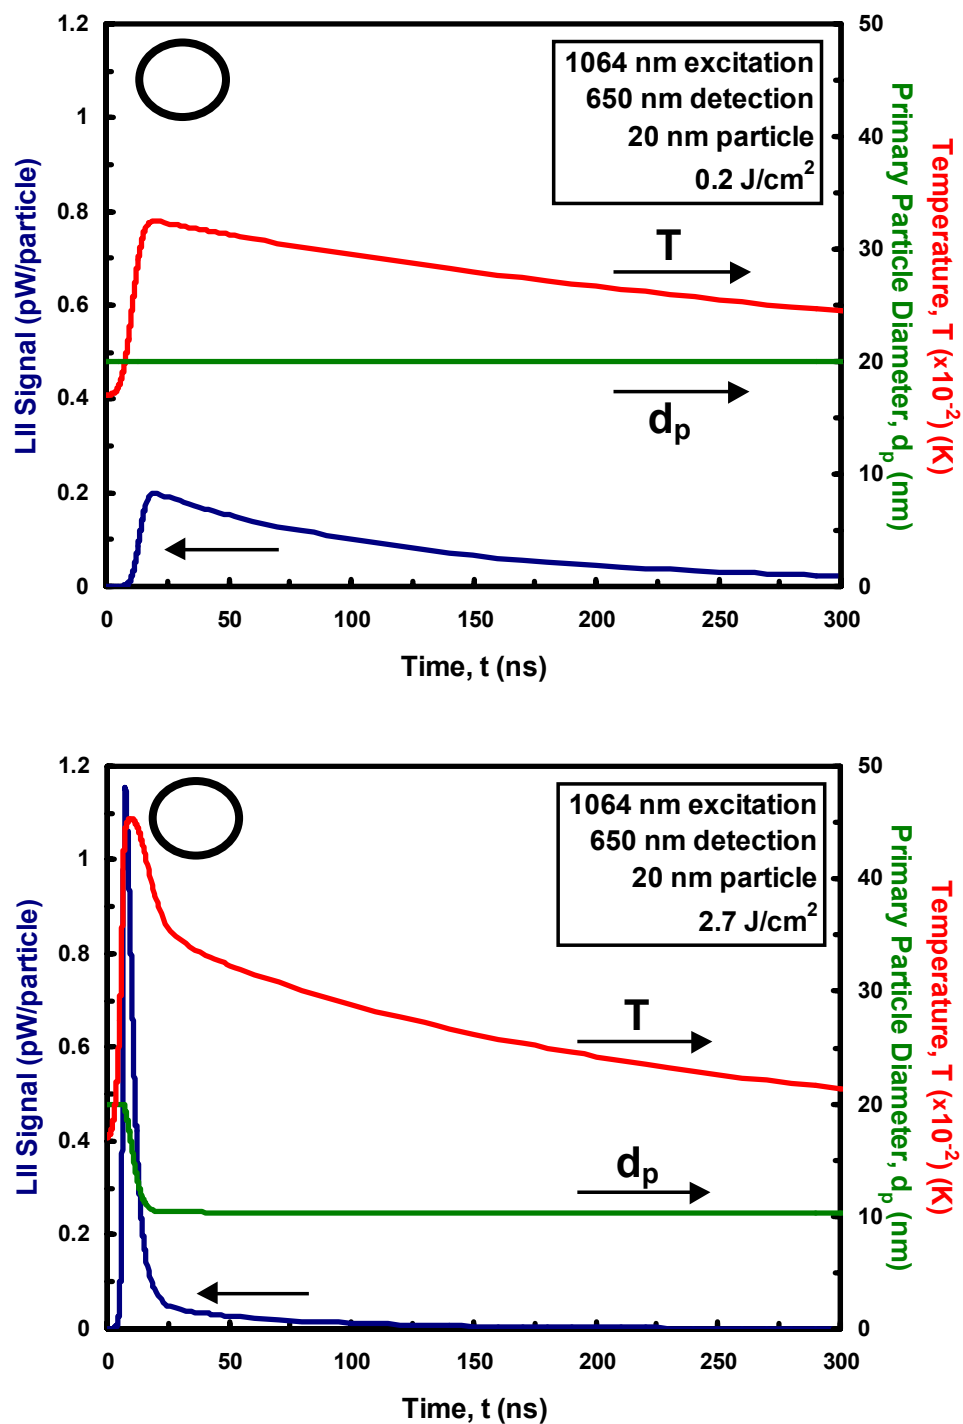 1.2
1
0.8
0.6
0.4
0.2
0
LII Signal (pW/particle)
1064 nm excitation
650 nm detection
20 nm particle
0.2 J/cm²
T
dₚ
50
40
30
20
10
0
Primary Particle Diameter, dₚ (nm)
Temperature, T (x10⁻²) (K)
0 50 100 150 200 250 300
Time, t (ns)
1.2
1
0.8
0.6
0.4
0.2
0
LII Signal (pW/particle)
1064 nm excitation
650 nm detection
20 nm particle
2.7 J/cm²
T
dₚ
50
40
30
20
10
0
Primary Particle Diameter, dₚ (nm)
Temperature, T (x10⁻²) (K)
0 50 100 150 200 250 300
Time, t (ns)